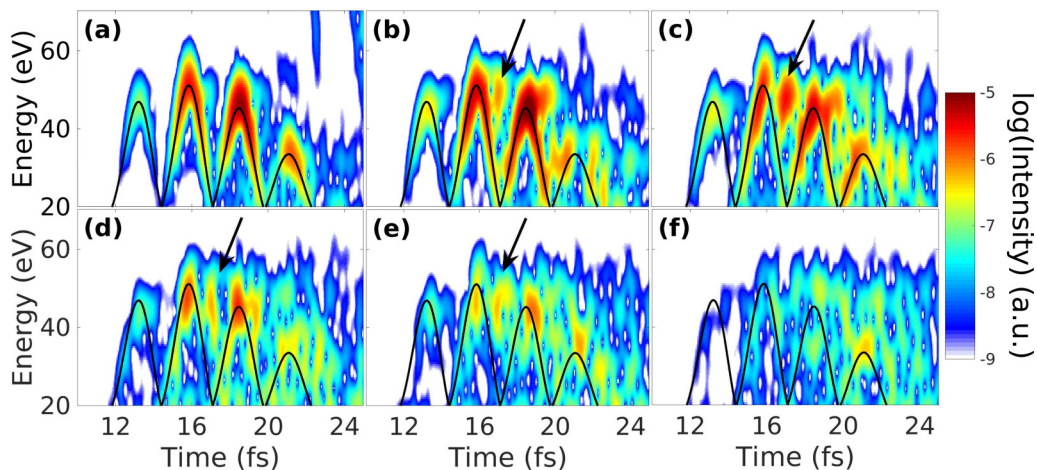 (a) (b) (c)
Energy (eV)
60
40
20
(d) (e) (f)
Energy (eV)
60
40
20
12 16 20 24 12 16 20 24 12 16 20 24
Time (fs) Time (fs) Time (fs)
-5
-6
-7
-8
-9
log(Intensity) (a.u.)